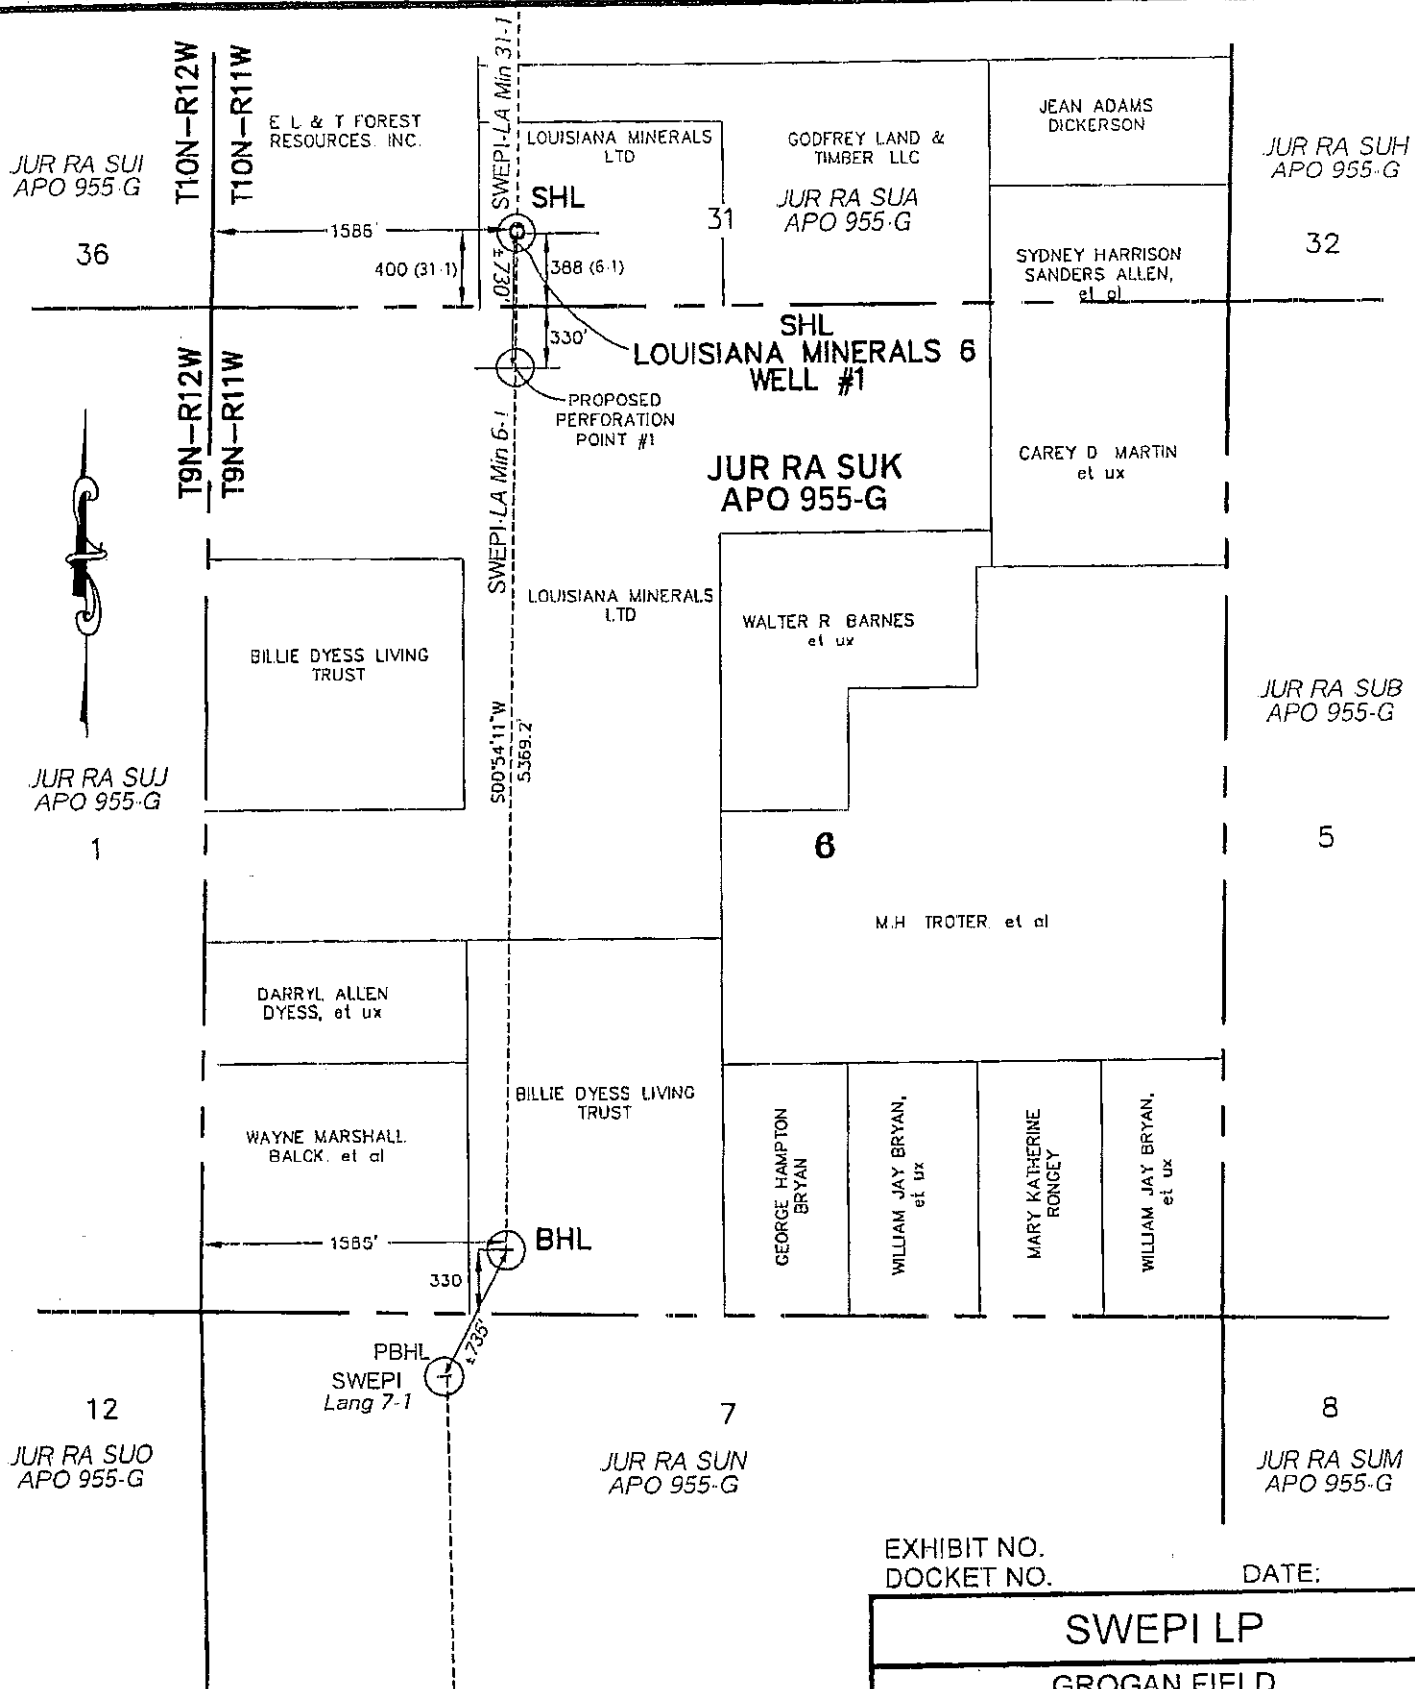 T10N-R12W
T10N-R11W
SWEPI-LA Min 31-1
E L & T FOREST
RESOURCES. INC.
LOUISIANA MINERALS
LTD
GODFREY LAND &
TIMBER LLC
JEAN ADAMS
DICKERSON
JUR RA SUI
APO 955-G
JUR RA SUH
APO 955-G
SHL
31
JUR RA SUA
APO 955-G
36
32
1586'
400 (31-1)
±730'
388 (6-1)
SYDNEY HARRISON
SANDERS ALLEN,
et al
330'
SHL
LOUISIANA MINERALS 6
WELL #1
T9N-R12W
T9N-R11W
PROPOSED
PERFORATION
POINT #1
SWEPI-LA Min 6-1
JUR RA SUK
APO 955-G
CAREY D MARTIN
et ux
LOUISIANA MINERALS
LTD
WALTER R BARNES
et ux
BILLIE DYESS LIVING
TRUST
S00°54'11"W
5369.2'
JUR RA SUB
APO 955-G
JUR RA SUJ
APO 955-G
1
6
5
M.H TROTER et al
DARRYL ALLEN
DYESS, et ux
BILLIE DYESS LIVING
TRUST
WAYNE MARSHALL
BALCK. et al
GEORGE HAMPTON
BRYAN
WILLIAM JAY BRYAN,
et ux
MARY KATHERINE
RONGEY
WILLIAM JAY BRYAN,
et ux
1585'
BHL
330
±735'
PBHL
SWEPI
Lang 7-1
12
JUR RA SUO
APO 955-G
7
JUR RA SUN
APO 955-G
8
JUR RA SUM
APO 955-G
EXHIBIT NO.
DOCKET NO.
DATE:
SWEPI LP
GROGAN FIELD